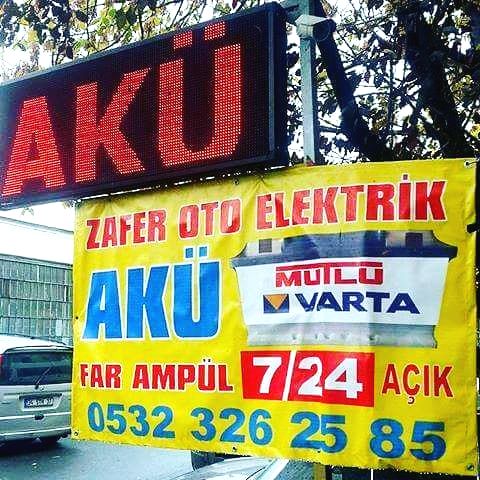 AKÜ
ZAFER OTO ELEKTRİK
AKÜ
MUTLU
VARTA
FAR AMPÜL 7/24 AÇIK
0532 326 25 85